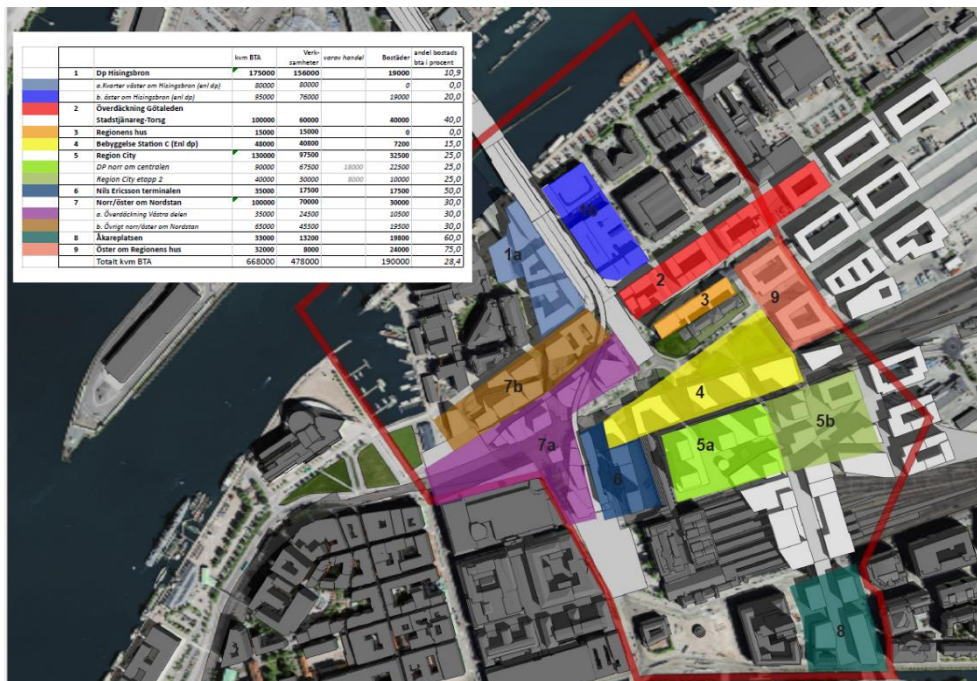 kvm BTA Verk- samheter varav handel Bostäder andel bostads bta i procent
1 Dp Hisingsbron 175000 156000 19000 10,9
a.Kvarter väster om Hisingsbron (enl dp) 80000 80000 0 0,0
b. öster om Hisingsbron (enl dp) 95000 76000 19000 20,0
2 Överdäckning Götaleden
Stadstjänareg-Torsg 100000 60000 40000 40,0
3 Regionens hus 15000 15000 0 0,0
4 Bebyggelse Station C (Enl dp) 48000 40800 7200 15,0
5 Region City 130000 97500 32500 25,0
DP norr om centralen 90000 67500 18000 22500 25,0
Region City etapp 2 40000 30000 8000 10000 25,0
6 Nils Ericsson terminalen 35000 17500 17500 50,0
7 Norr/öster om Nordstan 100000 70000 30000 30,0
a. Överdäckning Västra delen 35000 24500 10500 30,0
b. Övrigt norr/öster om Nordstan 65000 45500 19500 30,0
8 Åkareplatsen 33000 13200 19800 60,0
9 Öster om Regionens hus 32000 8000 24000 75,0
Totalt kvm BTA 668000 478000 190000 28,4
1b
1a
2
3
9
7b
4
5b
7a
5a
6
8